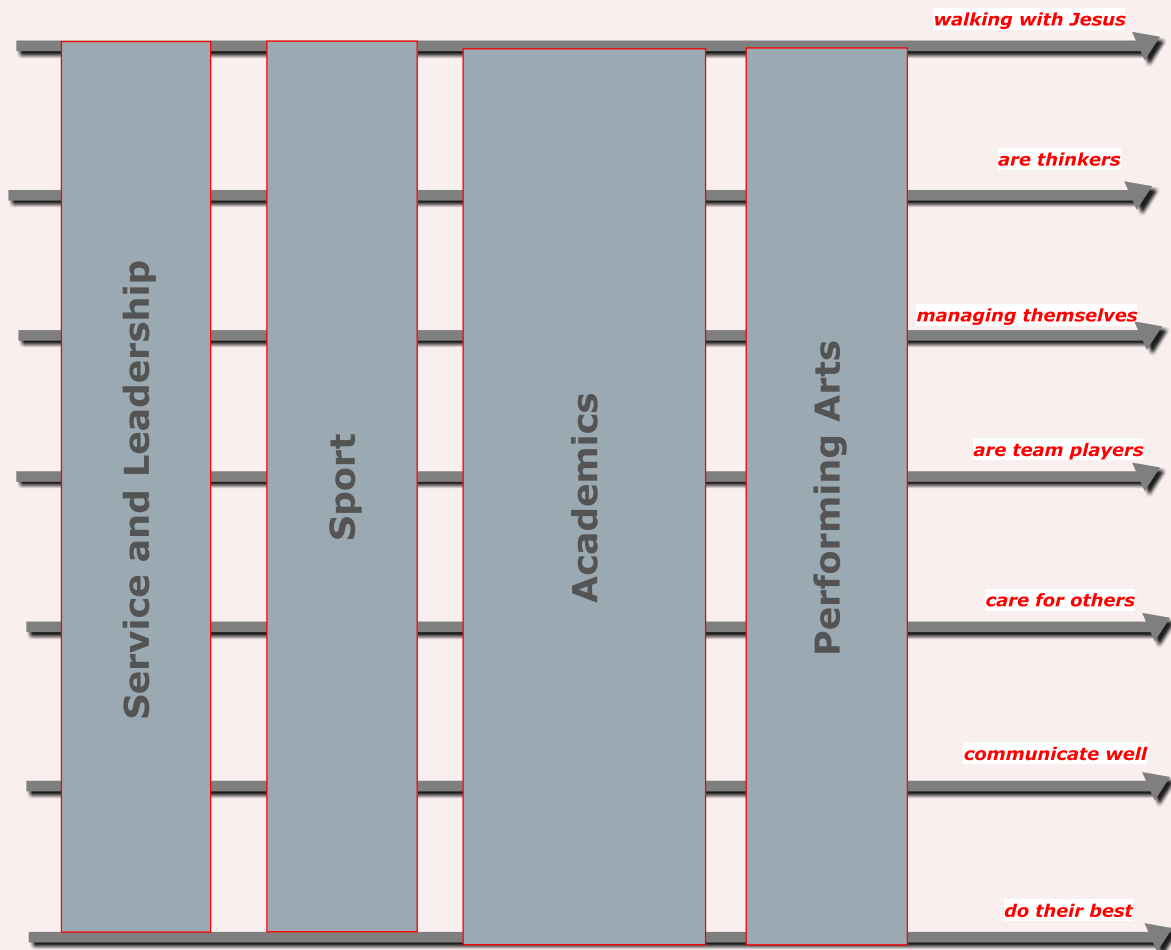 walking with Jesus
are thinkers
managing themselves
are team players
care for others
communicate well
do their best
Service and Leadership
Sport
Academics
Performing Arts